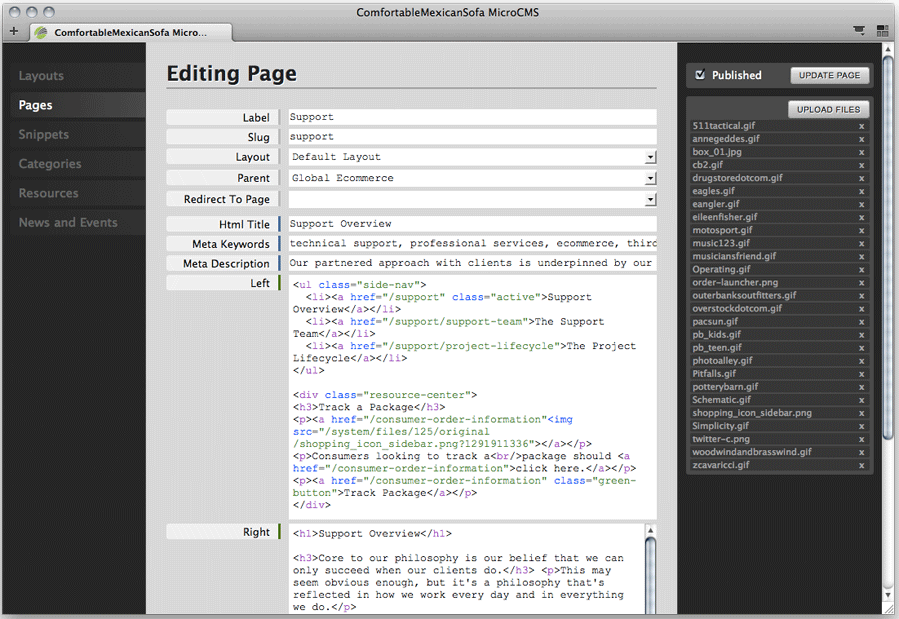 ComfortableMexicanSofa MicroCMS
ComfortableMexicanSofa Micro...
Layouts
Pages
Snippets
Categories
Resources
News and Events
Editing Page
Label
Support
Slug
support
Layout
Default Layout
Parent
Global Ecommerce
Redirect To Page
Html Title
Support Overview
Meta Keywords
technical support, professional services, ecommerce, third
Meta Description
Our partnered approach with clients is underpinned by our
Left
<ul class="side-nav">
<li><a href="/support" class="active">Support
Overview</a></li>
<li><a href="/support/support-team">The Support
Team</a></li>
<li><a href="/support/project-lifecycle">The Project
Lifecycle</a></li>
</ul>
<div class="resource-center">
<h3>Track a Package</h3>
<p><a href="/consumer-order-information"<img
src="/system/files/125/original
/shopping_icon_sidebar.png?1291911336"></a></p>
<p>Consumers looking to track a<br/>package should <a
href="/consumer-order-information">click here.</a></p>
<p><a href="/consumer-order-information" class="green-
button">Track Package</a></p>
</div>
Right
<h1>Support Overview</h1>
<h3>Core to our philosophy is our belief that we can
only succeed when our clients do.</h3> <p>This may
seem obvious enough, but it's a philosophy that's
reflected in how we work every day and in everything
we do.</p>
Published
UPDATE PAGE
UPLOAD FILES
511tactical.gif x
annegeddes.gif x
box_01.jpg x
cb2.gif x
drugstoredotcom.gif x
eagles.gif x
eangler.gif x
eileenfisher.gif x
motosport.gif x
music123.gif x
musiciansfriend.gif x
Operating.gif x
order-launcher.png x
outerbanksoutfitters.gif x
overstockdotcom.gif x
pacsun.gif x
pb_kids.gif x
pb_teen.gif x
photoalley.gif x
Pitfalls.gif x
potterybarn.gif x
Schematic.gif x
shopping_icon_sidebar.png x
Simplicity.gif x
twitter-c.png x
woodwindandbrasswind.gif x
zcavaricci.gif x